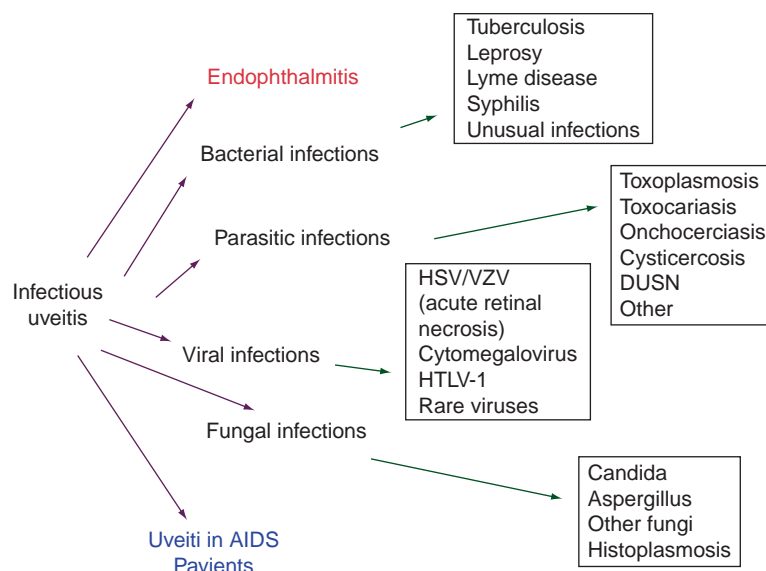 Endophthalmitis
Bacterial infections
Tuberculosis
Leprosy
Lyme disease
Syphilis
Unusual infections
Parasitic infections
Toxoplasmosis
Toxocariasis
Onchocerciasis
Cysticercosis
DUSN
Other
Infectious
uveitis
Viral infections
HSV/VZV
(acute retinal
necrosis)
Cytomegalovirus
HTLV-1
Rare viruses
Fungal infections
Candida
Aspergillus
Other fungi
Histoplasmosis
Uveiti in AIDS
Pavients